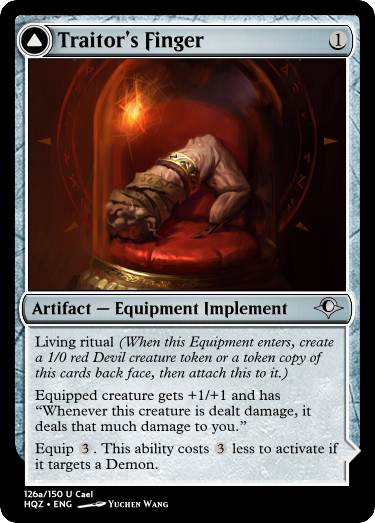 Traitor's Finger 1
Artifact — Equipment Implement
Living ritual (When this Equipment enters, create
a 1/0 red Devil creature token or a token copy of
this cards back face, then attach this to it.)
Equipped creature gets +1/+1 and has
“Whenever this creature is dealt damage, it
deals that much damage to you.”
Equip 3 . This ability costs 3 less to activate if
it targets a Demon.
126a/150 U Cael
HQZ • ENG Yuchen Wang